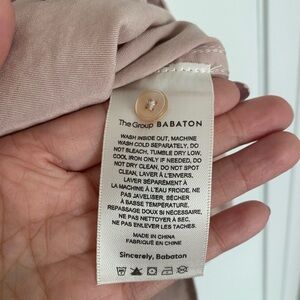 The Group BABATON
WASH INSIDE OUT, MACHINE
WASH COLD SEPARATELY, DO
NOT BLEACH, TUMBLE DRY LOW,
COOL IRON ONLY IF NEEDED, DO
NOT DRY CLEAN, DO NOT SPOT
CLEAN, LAVER À L'ENVERS,
LAVER SÉPARÉMENT À
LA MACHINE À L'EAU FROIDE, NE
PAS JAVELISER, SÉCHER
À BASSE TEMPÉRATURE,
REPASSAGE DOUX SI NÉCESSAIRE,
NE PAS NETTOYER À SEC,
NE PAS ENLEVER LES TACHES.
MADE IN CHINA
FABRIQUÉ EN CHINE
Sincerely, Babaton